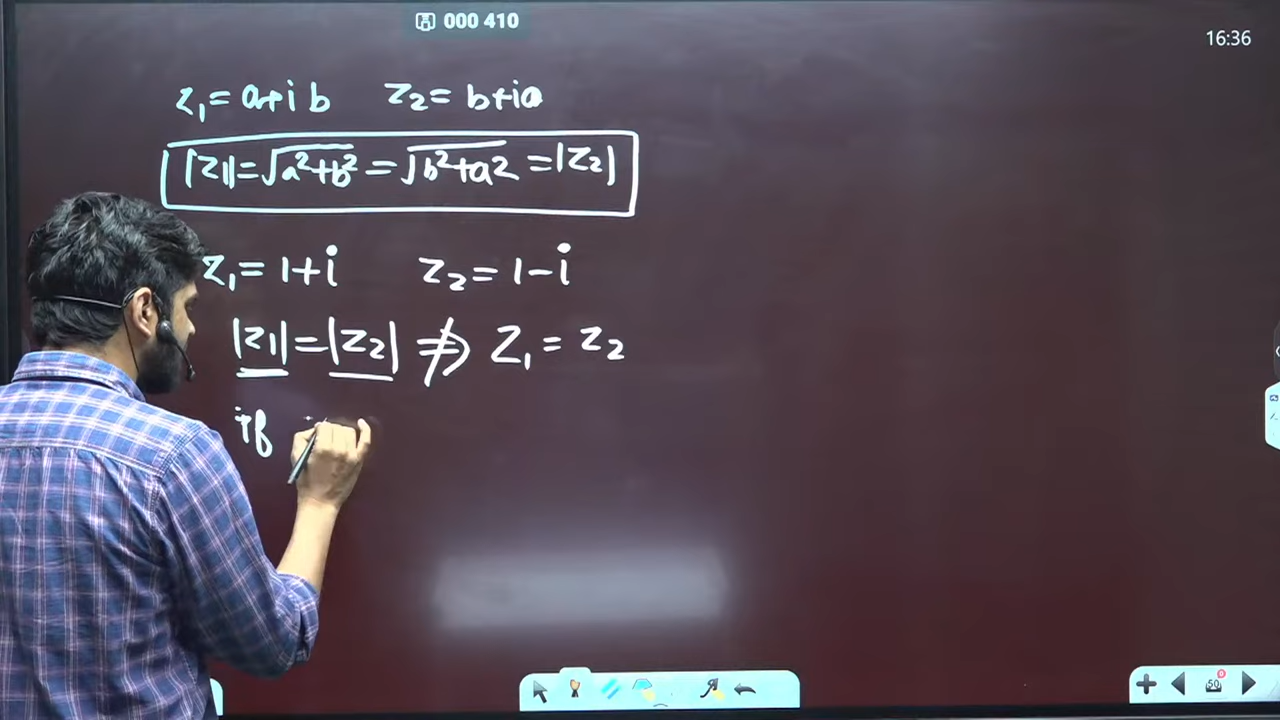 000 410
16:36
z₁ = a+ib z₂ = b+ia
|z₁| = √a²+b² = √b²+a² = |z₂|
z₁ = 1+i z₂ = 1-i
|z₁| = |z₂| ⇏ z₁ = z₂
if
50